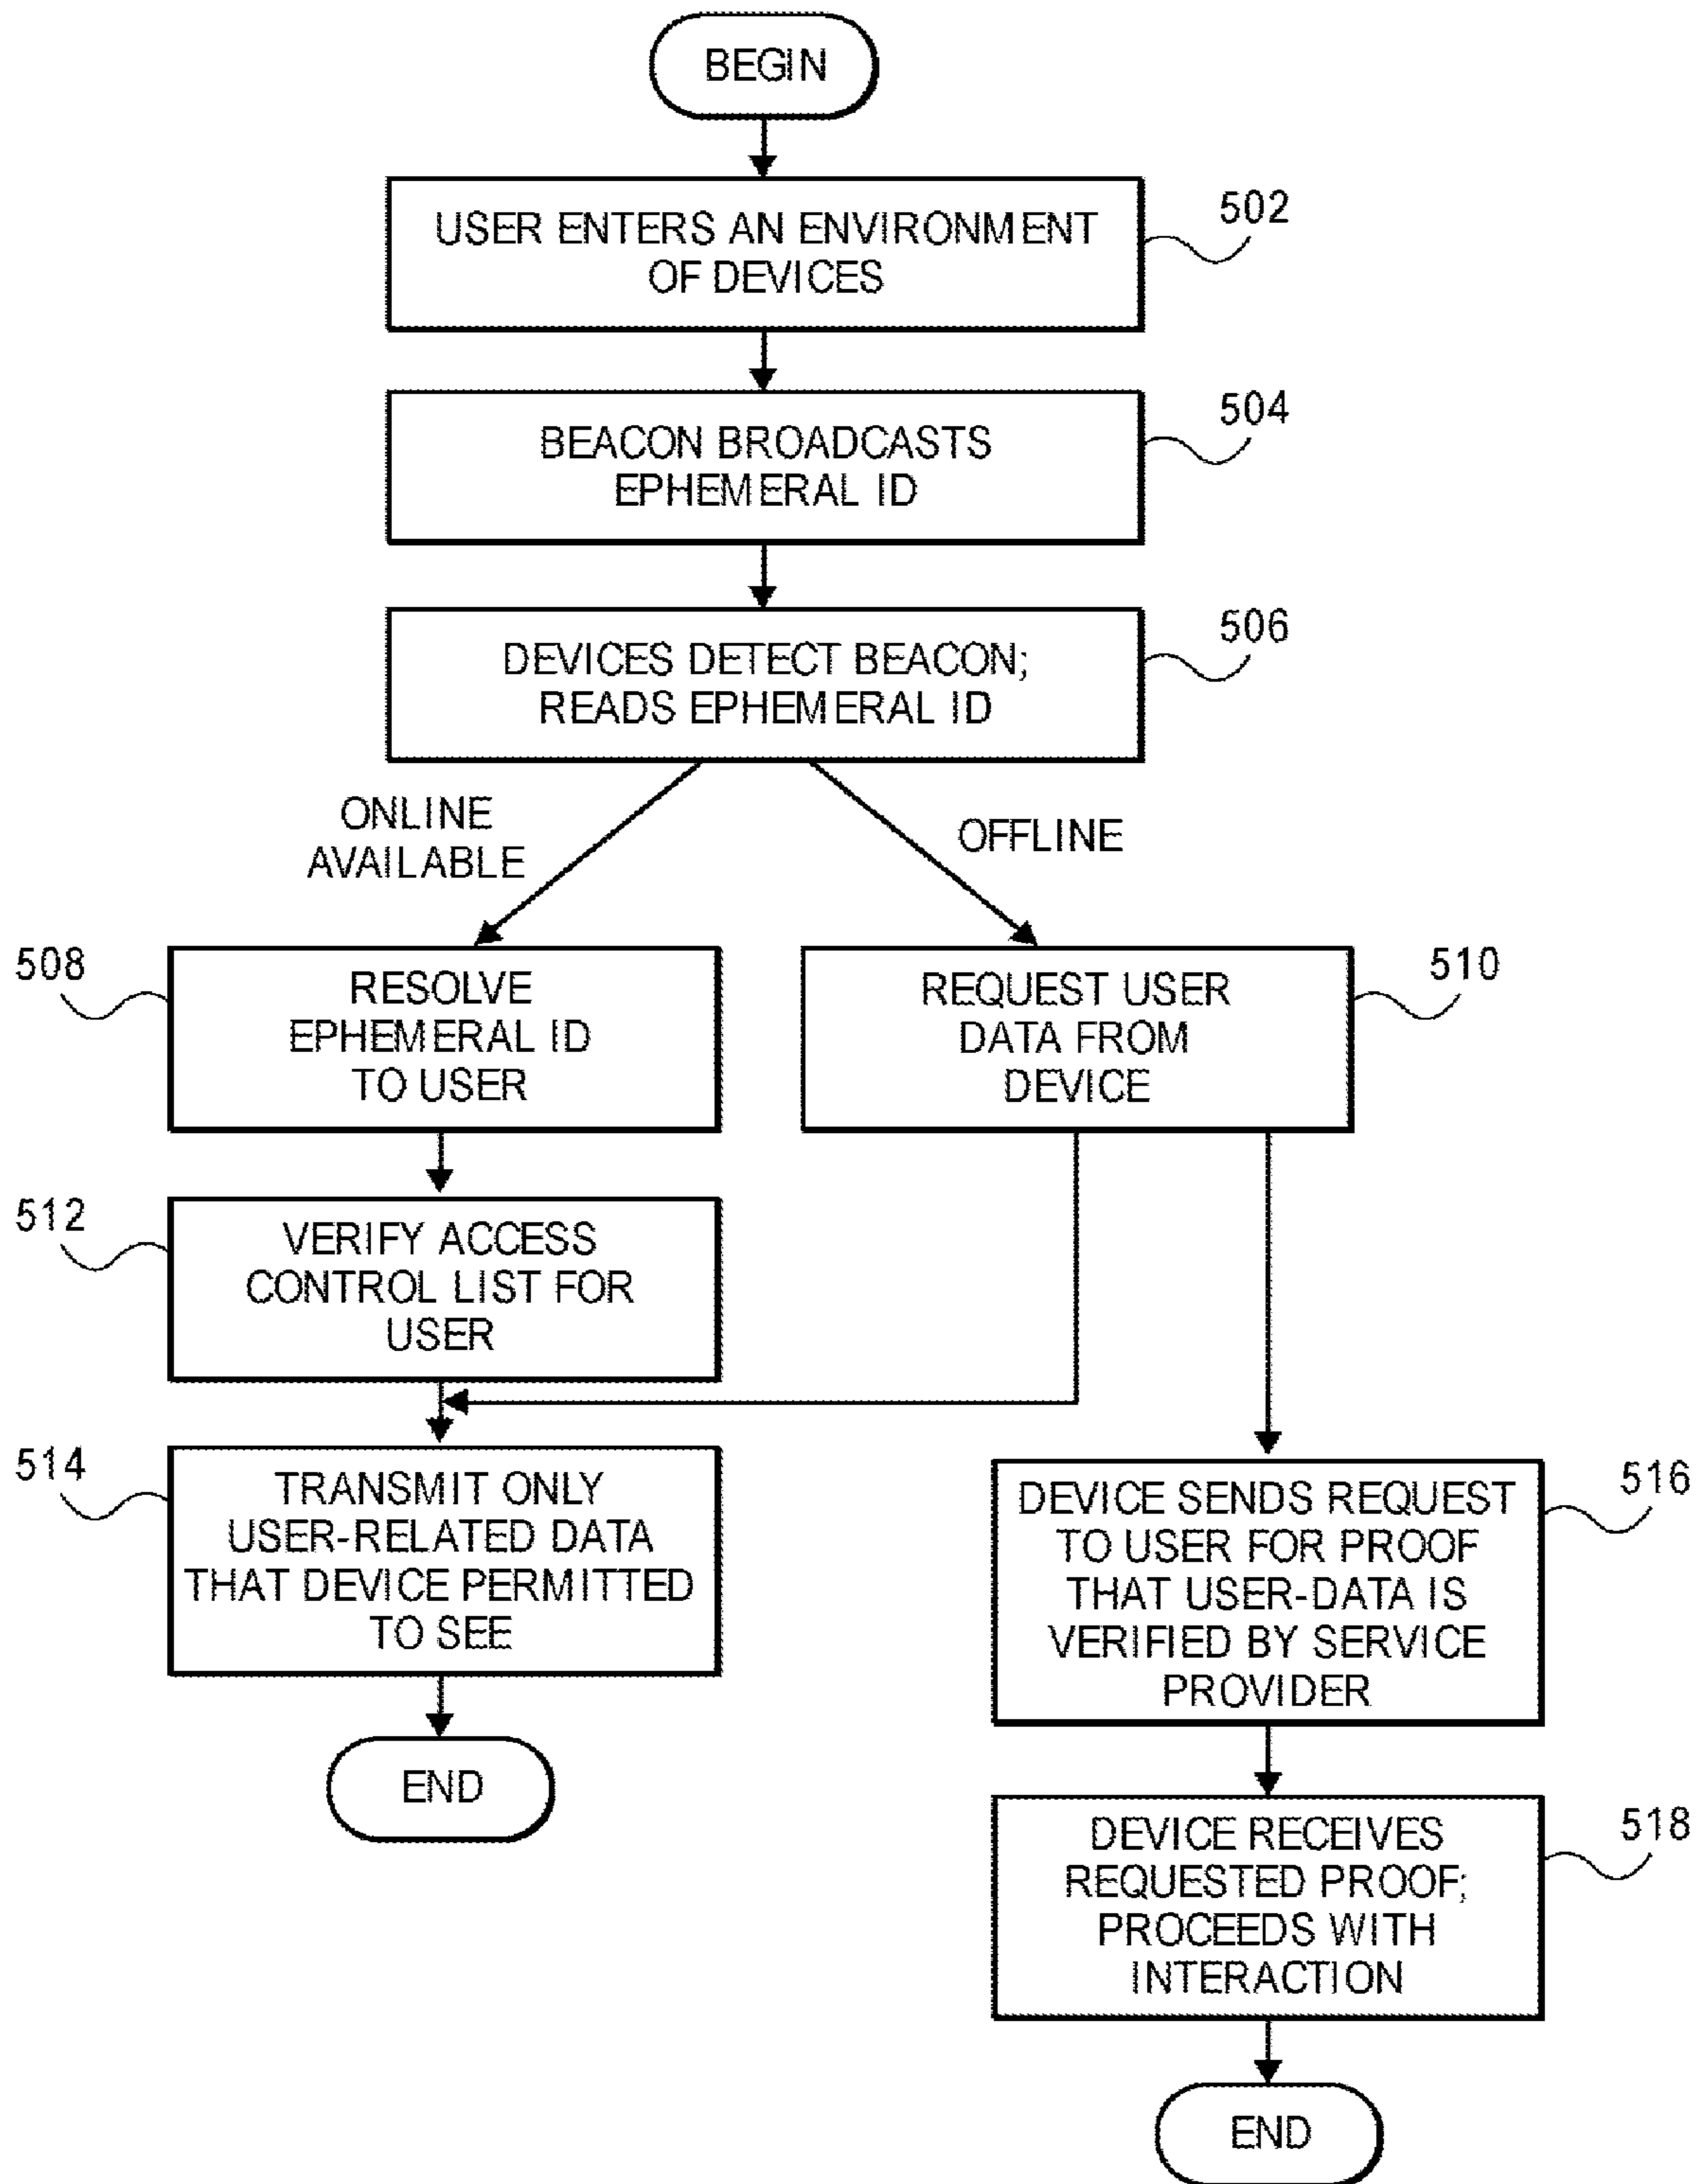 BEGIN
USER ENTERS AN ENVIRONMENT
OF DEVICES
502
BEACON BROADCASTS
EPHEMERAL ID
504
DEVICES DETECT BEACON;
READS EPHEMERAL ID
506
ONLINE
AVAILABLE
OFFLINE
508
RESOLVE
EPHEMERAL ID
TO USER
REQUEST USER
DATA FROM
DEVICE
510
512
VERIFY ACCESS
CONTROL LIST FOR
USER
514
TRANSMIT ONLY
USER-RELATED DATA
THAT DEVICE PERMITTED
TO SEE
END
DEVICE SENDS REQUEST
TO USER FOR PROOF
THAT USER-DATA IS
VERIFIED BY SERVICE
PROVIDER
516
DEVICE RECEIVES
REQUESTED PROOF;
PROCEEDS WITH
INTERACTION
518
END